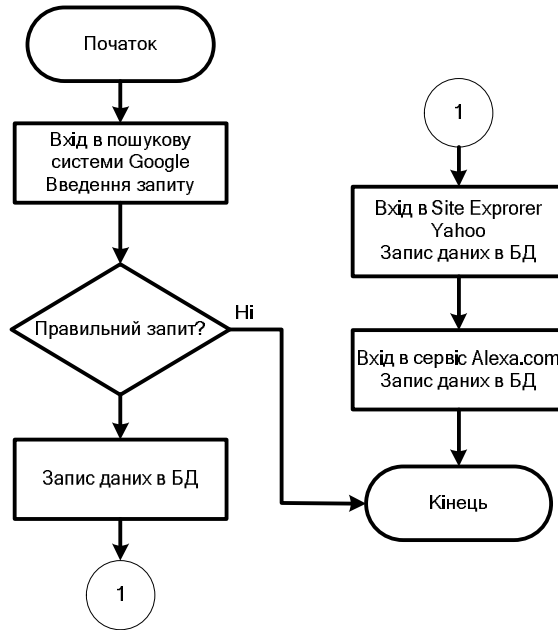 Початок
Вхід в пошукову
системи Google
Введення запиту
Правильний запит?
Ні
Запис даних в БД
1
1
Вхід в Site Exprorer
Yahoo
Запис даних в БД
Вхід в сервіс Alexa.com
Запис даних в БД
Кінець